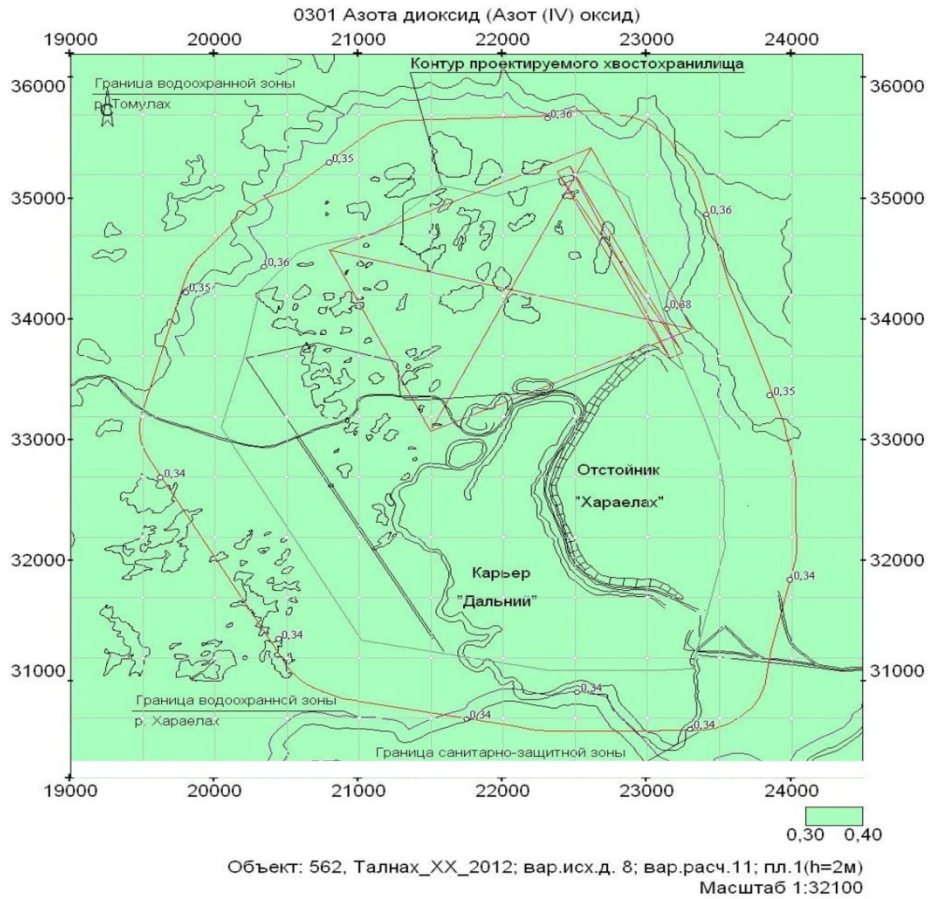 0301 Азота диоксид (Азот (IV) оксид)
19000 20000 21000 22000 23000 24000
Контур проектируемого хвостохранилища
36000 36000
Граница водоохранной зоны
р. Томулах
С
0,36
0,35
35000 35000
0,36
0,36
0,35
0,38
34000 34000
0,35
33000 33000
0,34
Отстойник
"Хараелах"
32000 32000
Карьер
0,34
"Дальний"
0,34
31000 31000
0,34
Граница водоохранной зоны
р. Хараелах
0,34
0,34
Граница санитарно-защитной зоны
19000 20000 21000 22000 23000 24000
0,30 0,40
Объект: 562, Талнах_ХХ_2012; вар.исх.д. 8; вар.расч.11; пл.1(h=2м)
Масштаб 1:32100